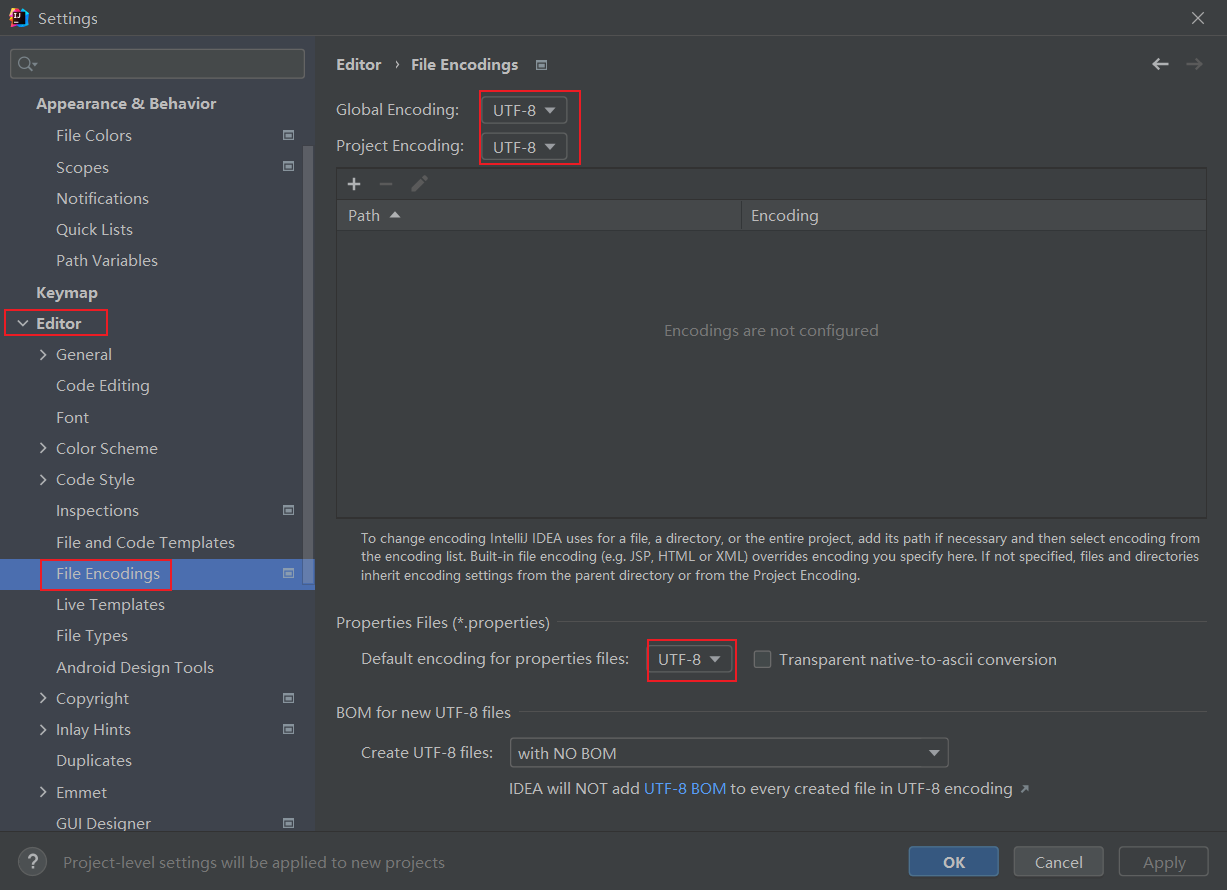 Settings
Appearance & Behavior
File Colors
Scopes
Notifications
Quick Lists
Path Variables
Keymap
Editor
General
Code Editing
Font
Color Scheme
Code Style
Inspections
File and Code Templates
File Encodings
Live Templates
File Types
Android Design Tools
Copyright
Inlay Hints
Duplicates
Emmet
GUI Designer
Editor › File Encodings
Global Encoding: UTF-8
Project Encoding: UTF-8
Path Encoding
Encodings are not configured
To change encoding IntelliJ IDEA uses for a file, a directory, or the entire project, add its path if necessary and then select encoding from
the encoding list. Built-in file encoding (e.g. JSP, HTML or XML) overrides encoding you specify here. If not specified, files and directories
inherit encoding settings from the parent directory or from the Project Encoding.
Properties Files (*.properties)
Default encoding for properties files: UTF-8 Transparent native-to-ascii conversion
BOM for new UTF-8 files
Create UTF-8 files: with NO BOM
IDEA will NOT add UTF-8 BOM to every created file in UTF-8 encoding ↗
? Project-level settings will be applied to new projects
OK Cancel Apply